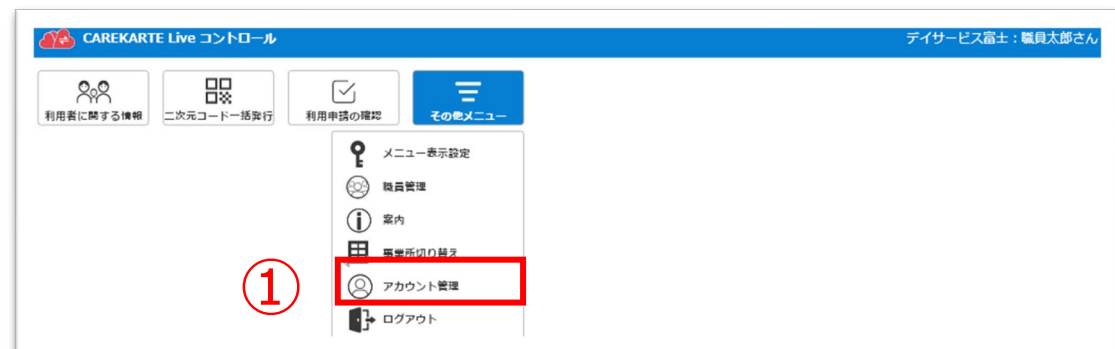 CAREKARTE Live コントロール
デイサービス富士：職員太郎さん
利用者に関する情報
二次元コード一括発行
利用申請の確認
その他メニュー
メニュー表示設定
職員管理
案内
事業所切り替え
①
アカウント管理
ログアウト